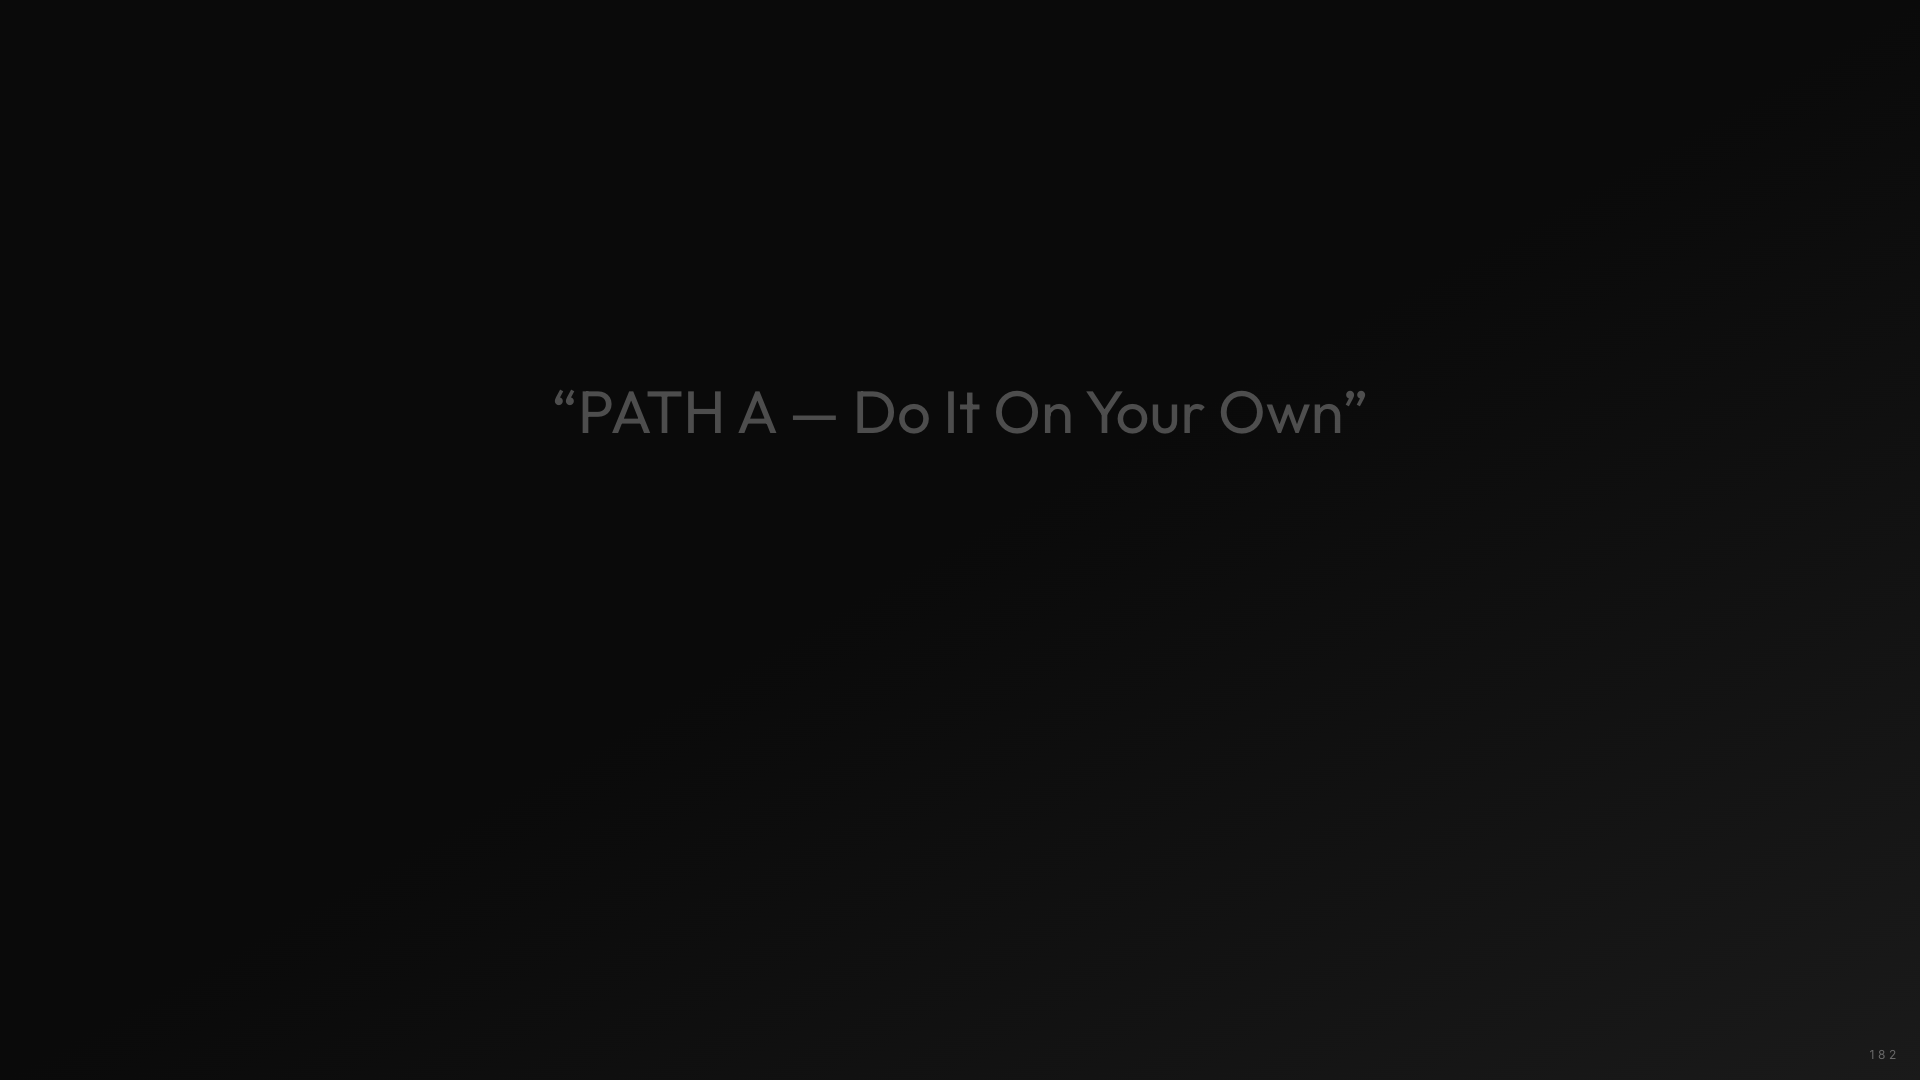 “PATH A — Do It On Your Own”
182